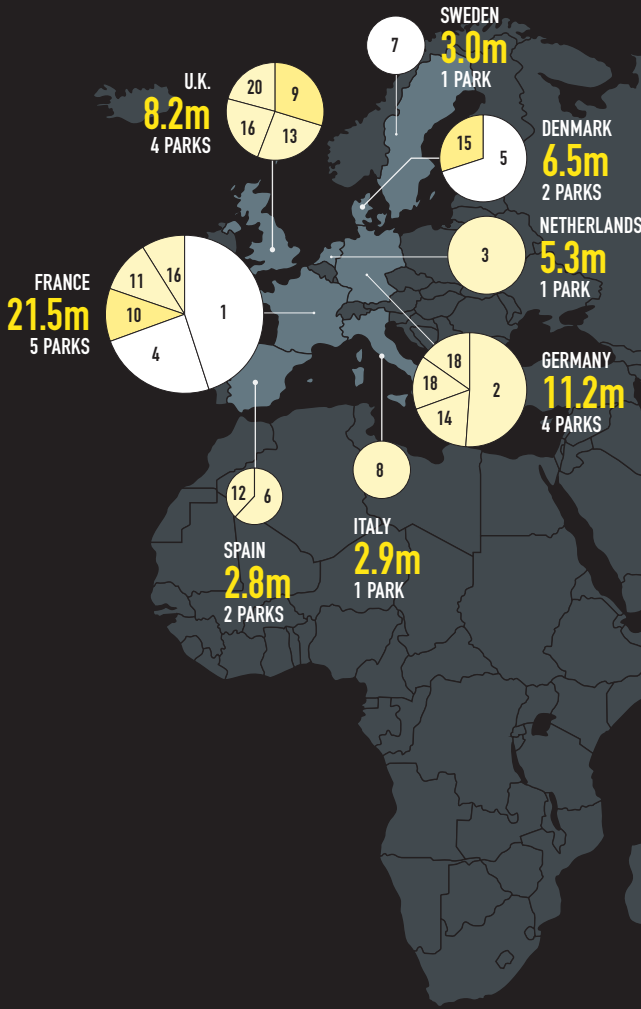 SWEDEN
3.0m
1 PARK
7
U.K.
8.2m
4 PARKS
20
9
16
13
DENMARK
6.5m
2 PARKS
15
5
NETHERLANDS
5.3m
1 PARK
3
FRANCE
21.5m
5 PARKS
11
16
10
1
4
GERMANY
11.2m
4 PARKS
18
18
2
14
12
6
SPAIN
2.8m
2 PARKS
8
ITALY
2.9m
1 PARK